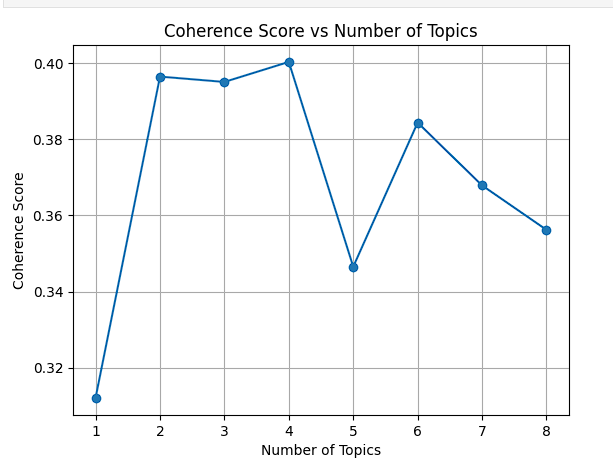 Coherence Score vs Number of Topics
Coherence Score
0.40
0.38
0.36
0.34
0.32
1 2 3 4 5 6 7 8
Number of Topics